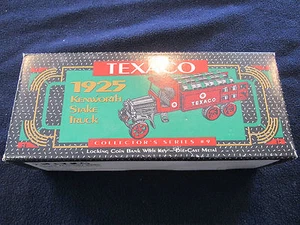 TEXACO
1925
KENWORTH
STAKE
TRUCK
TEXACO
COLLECTOR'S SERIES #9
LOCKING COIN BANK WITH KEY — DIE-CAST METAL